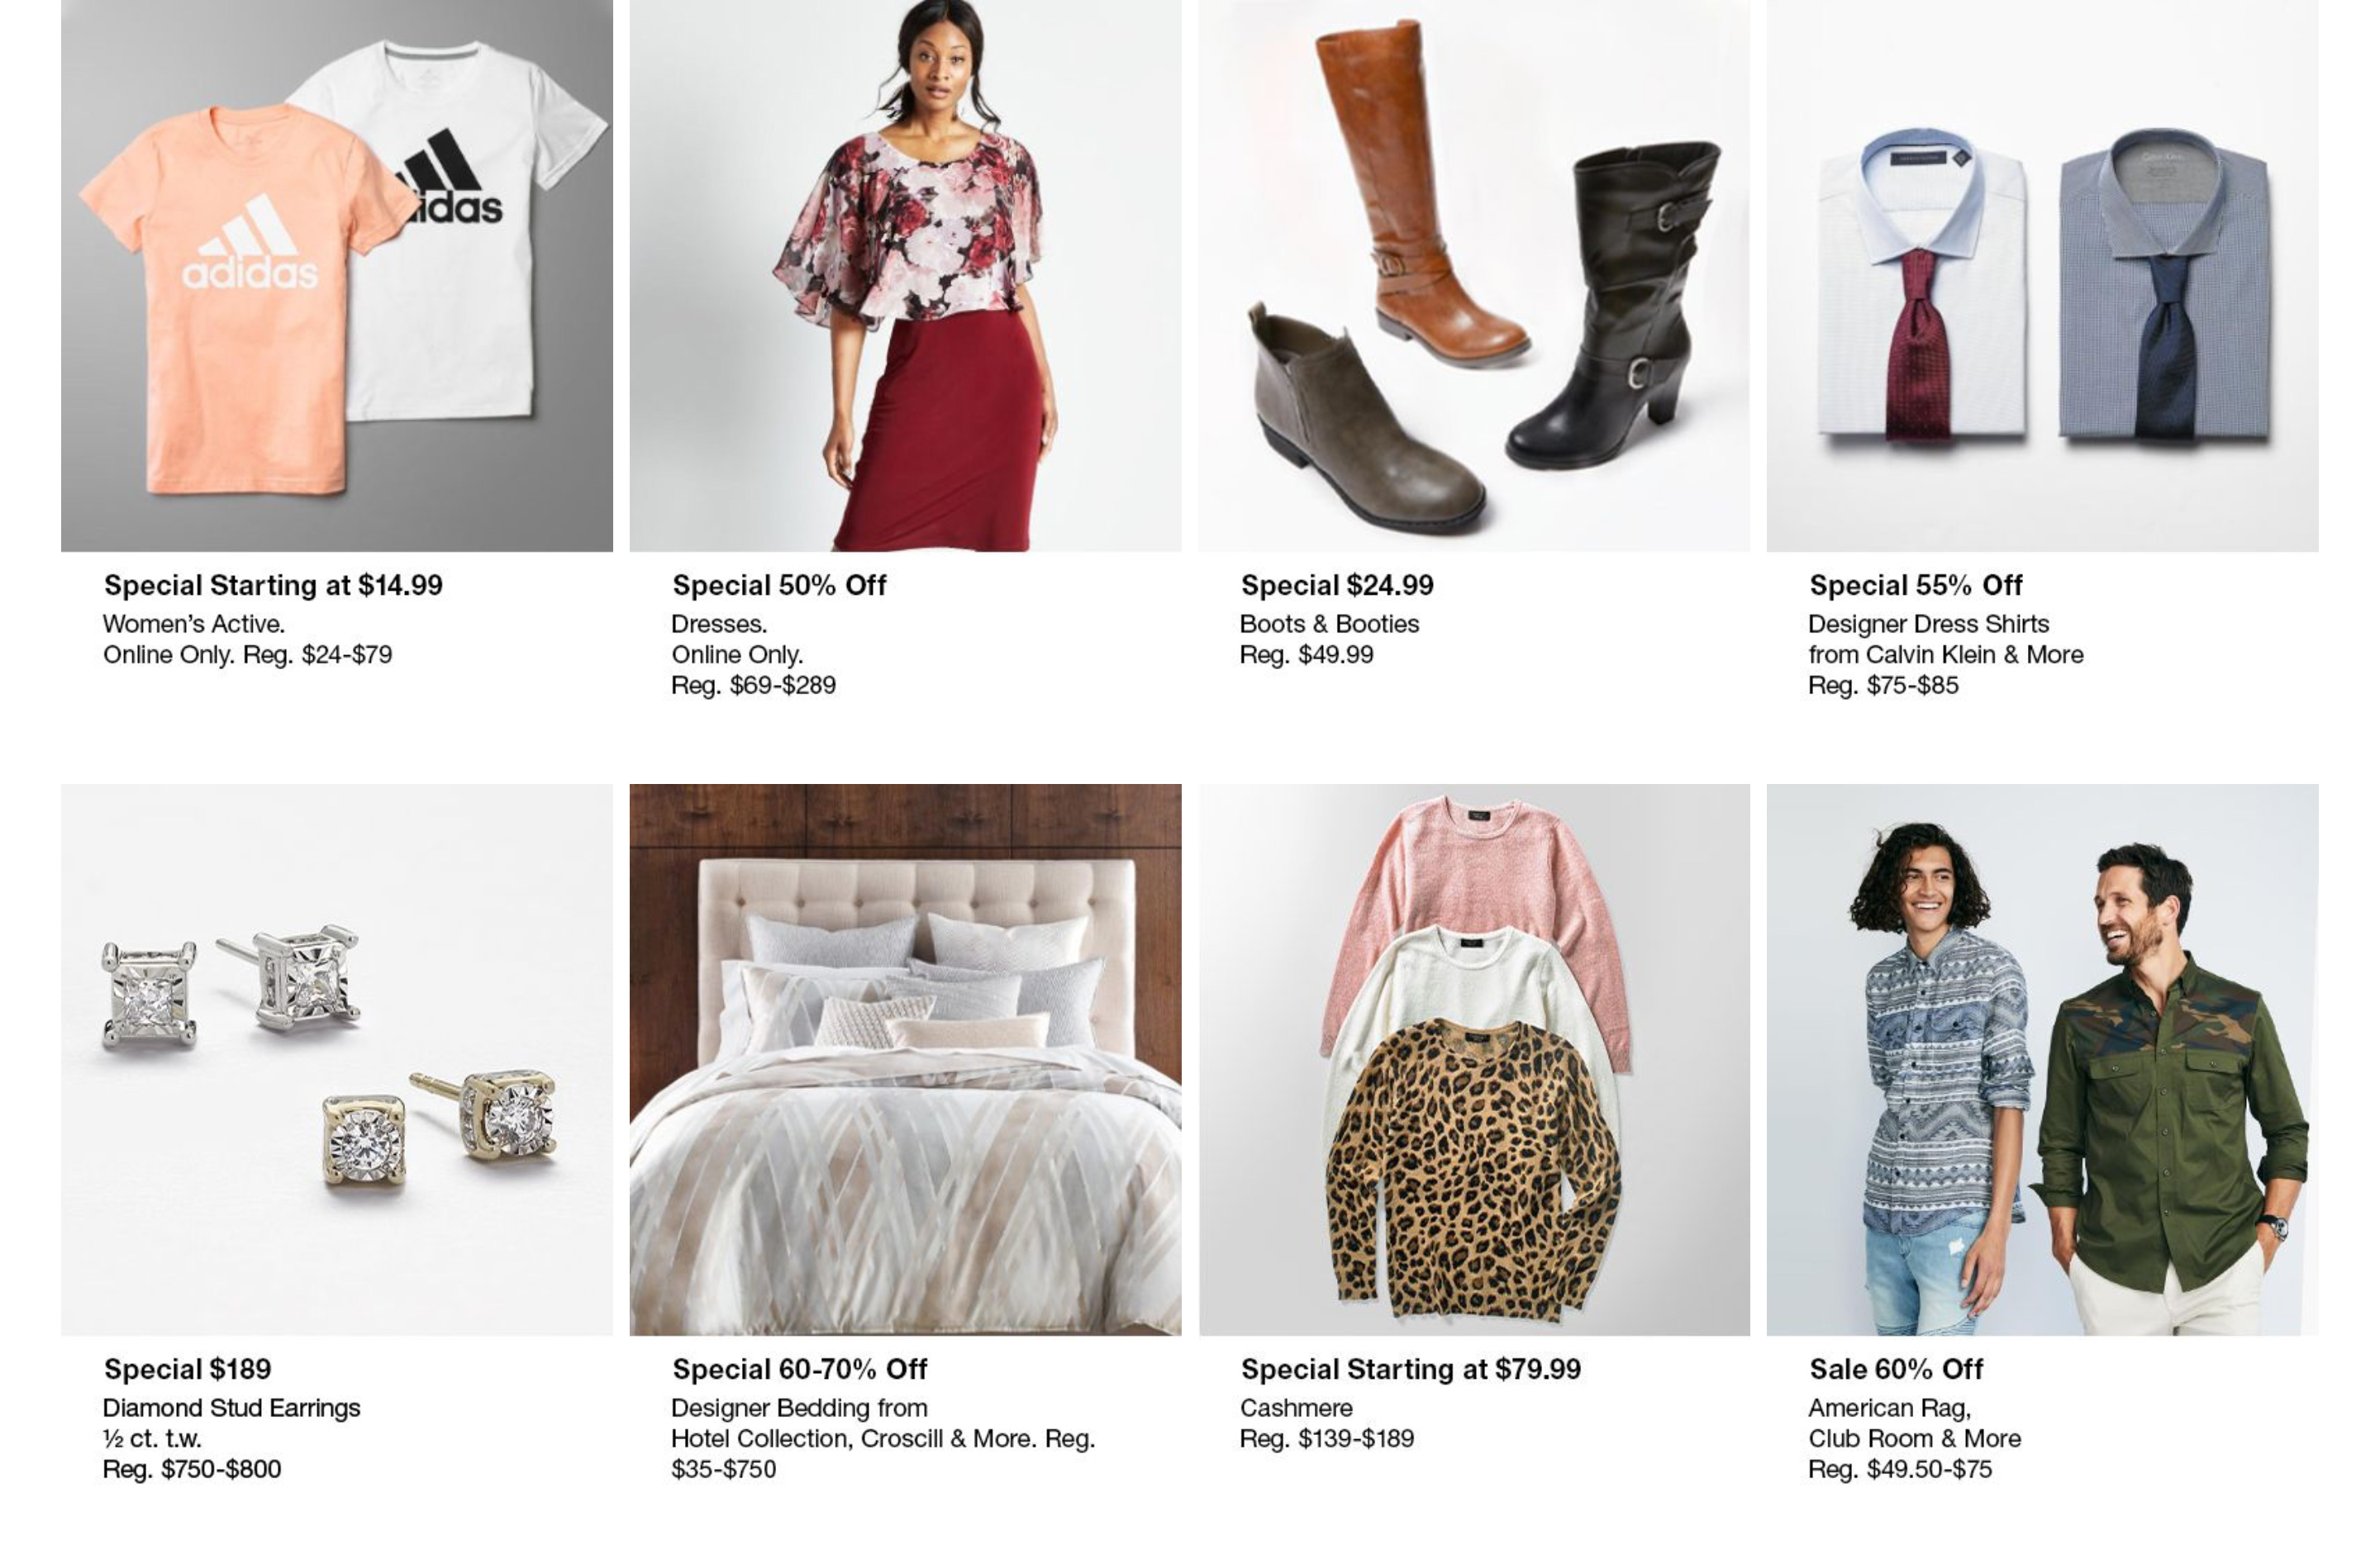 adidas
adidas
Special Starting at $14.99
Women's Active.
Online Only. Reg. $24-$79
Special 50% Off
Dresses.
Online Only.
Reg. $69-$289
Special $24.99
Boots & Booties
Reg. $49.99
Calvin Klein
Special 55% Off
Designer Dress Shirts
from Calvin Klein & More
Reg. $75-$85
Special $189
Diamond Stud Earrings
½ ct. t.w.
Reg. $750-$800
Special 60-70% Off
Designer Bedding from
Hotel Collection, Croscill & More. Reg.
$35-$750
Special Starting at $79.99
Cashmere
Reg. $139-$189
Sale 60% Off
American Rag,
Club Room & More
Reg. $49.50-$75